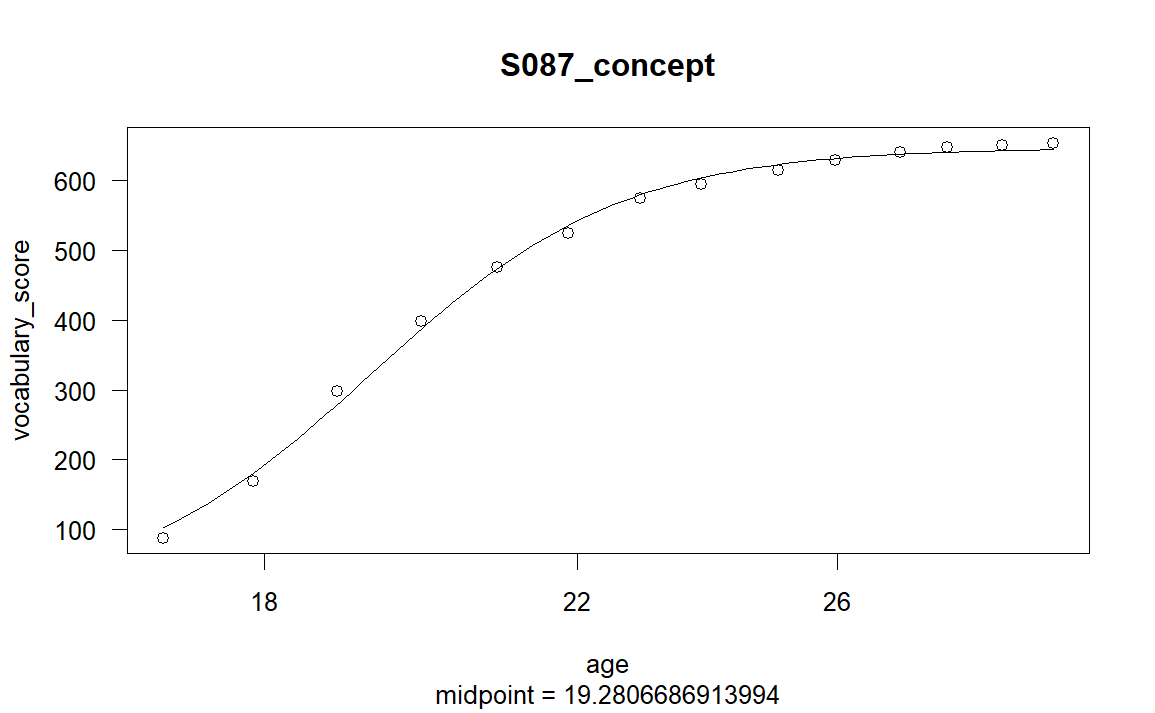 S087_concept
vocabulary_score
600
500
400
300
200
100
18 22 26
age
midpoint = 19.2806686913994